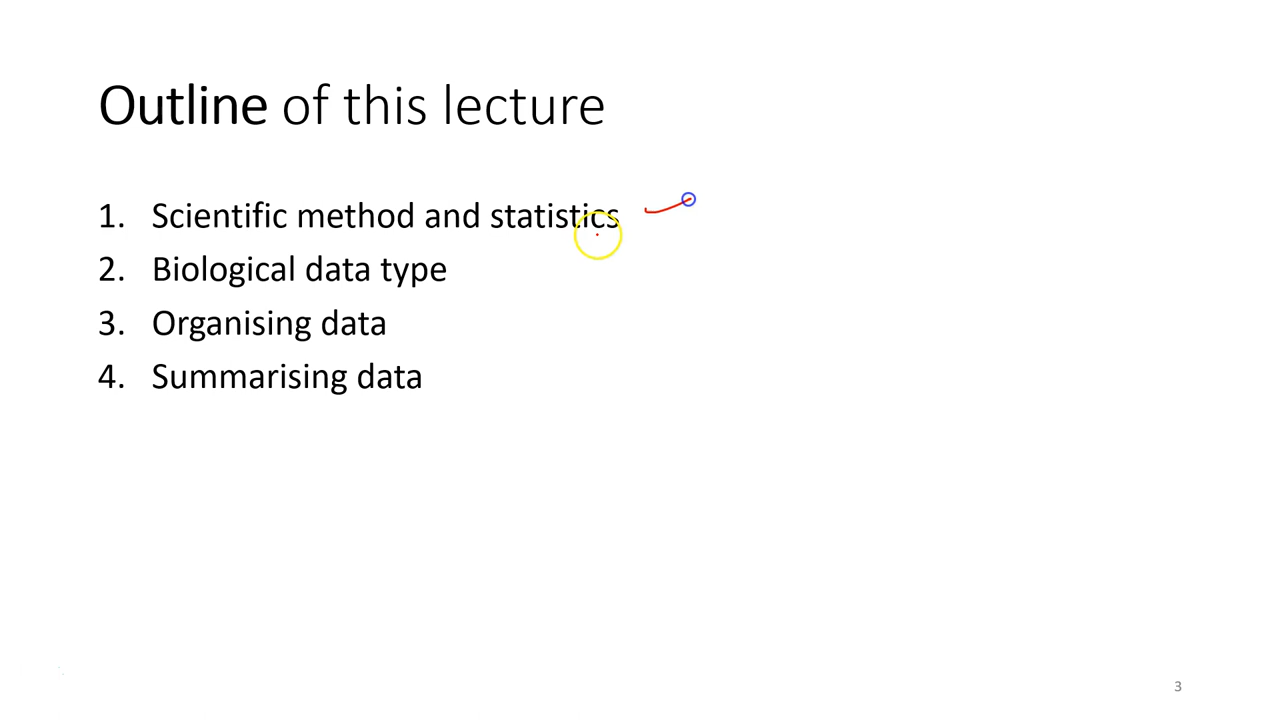 Outline of this lecture
1. Scientific method and statistics
2. Biological data type
3. Organising data
4. Summarising data
3